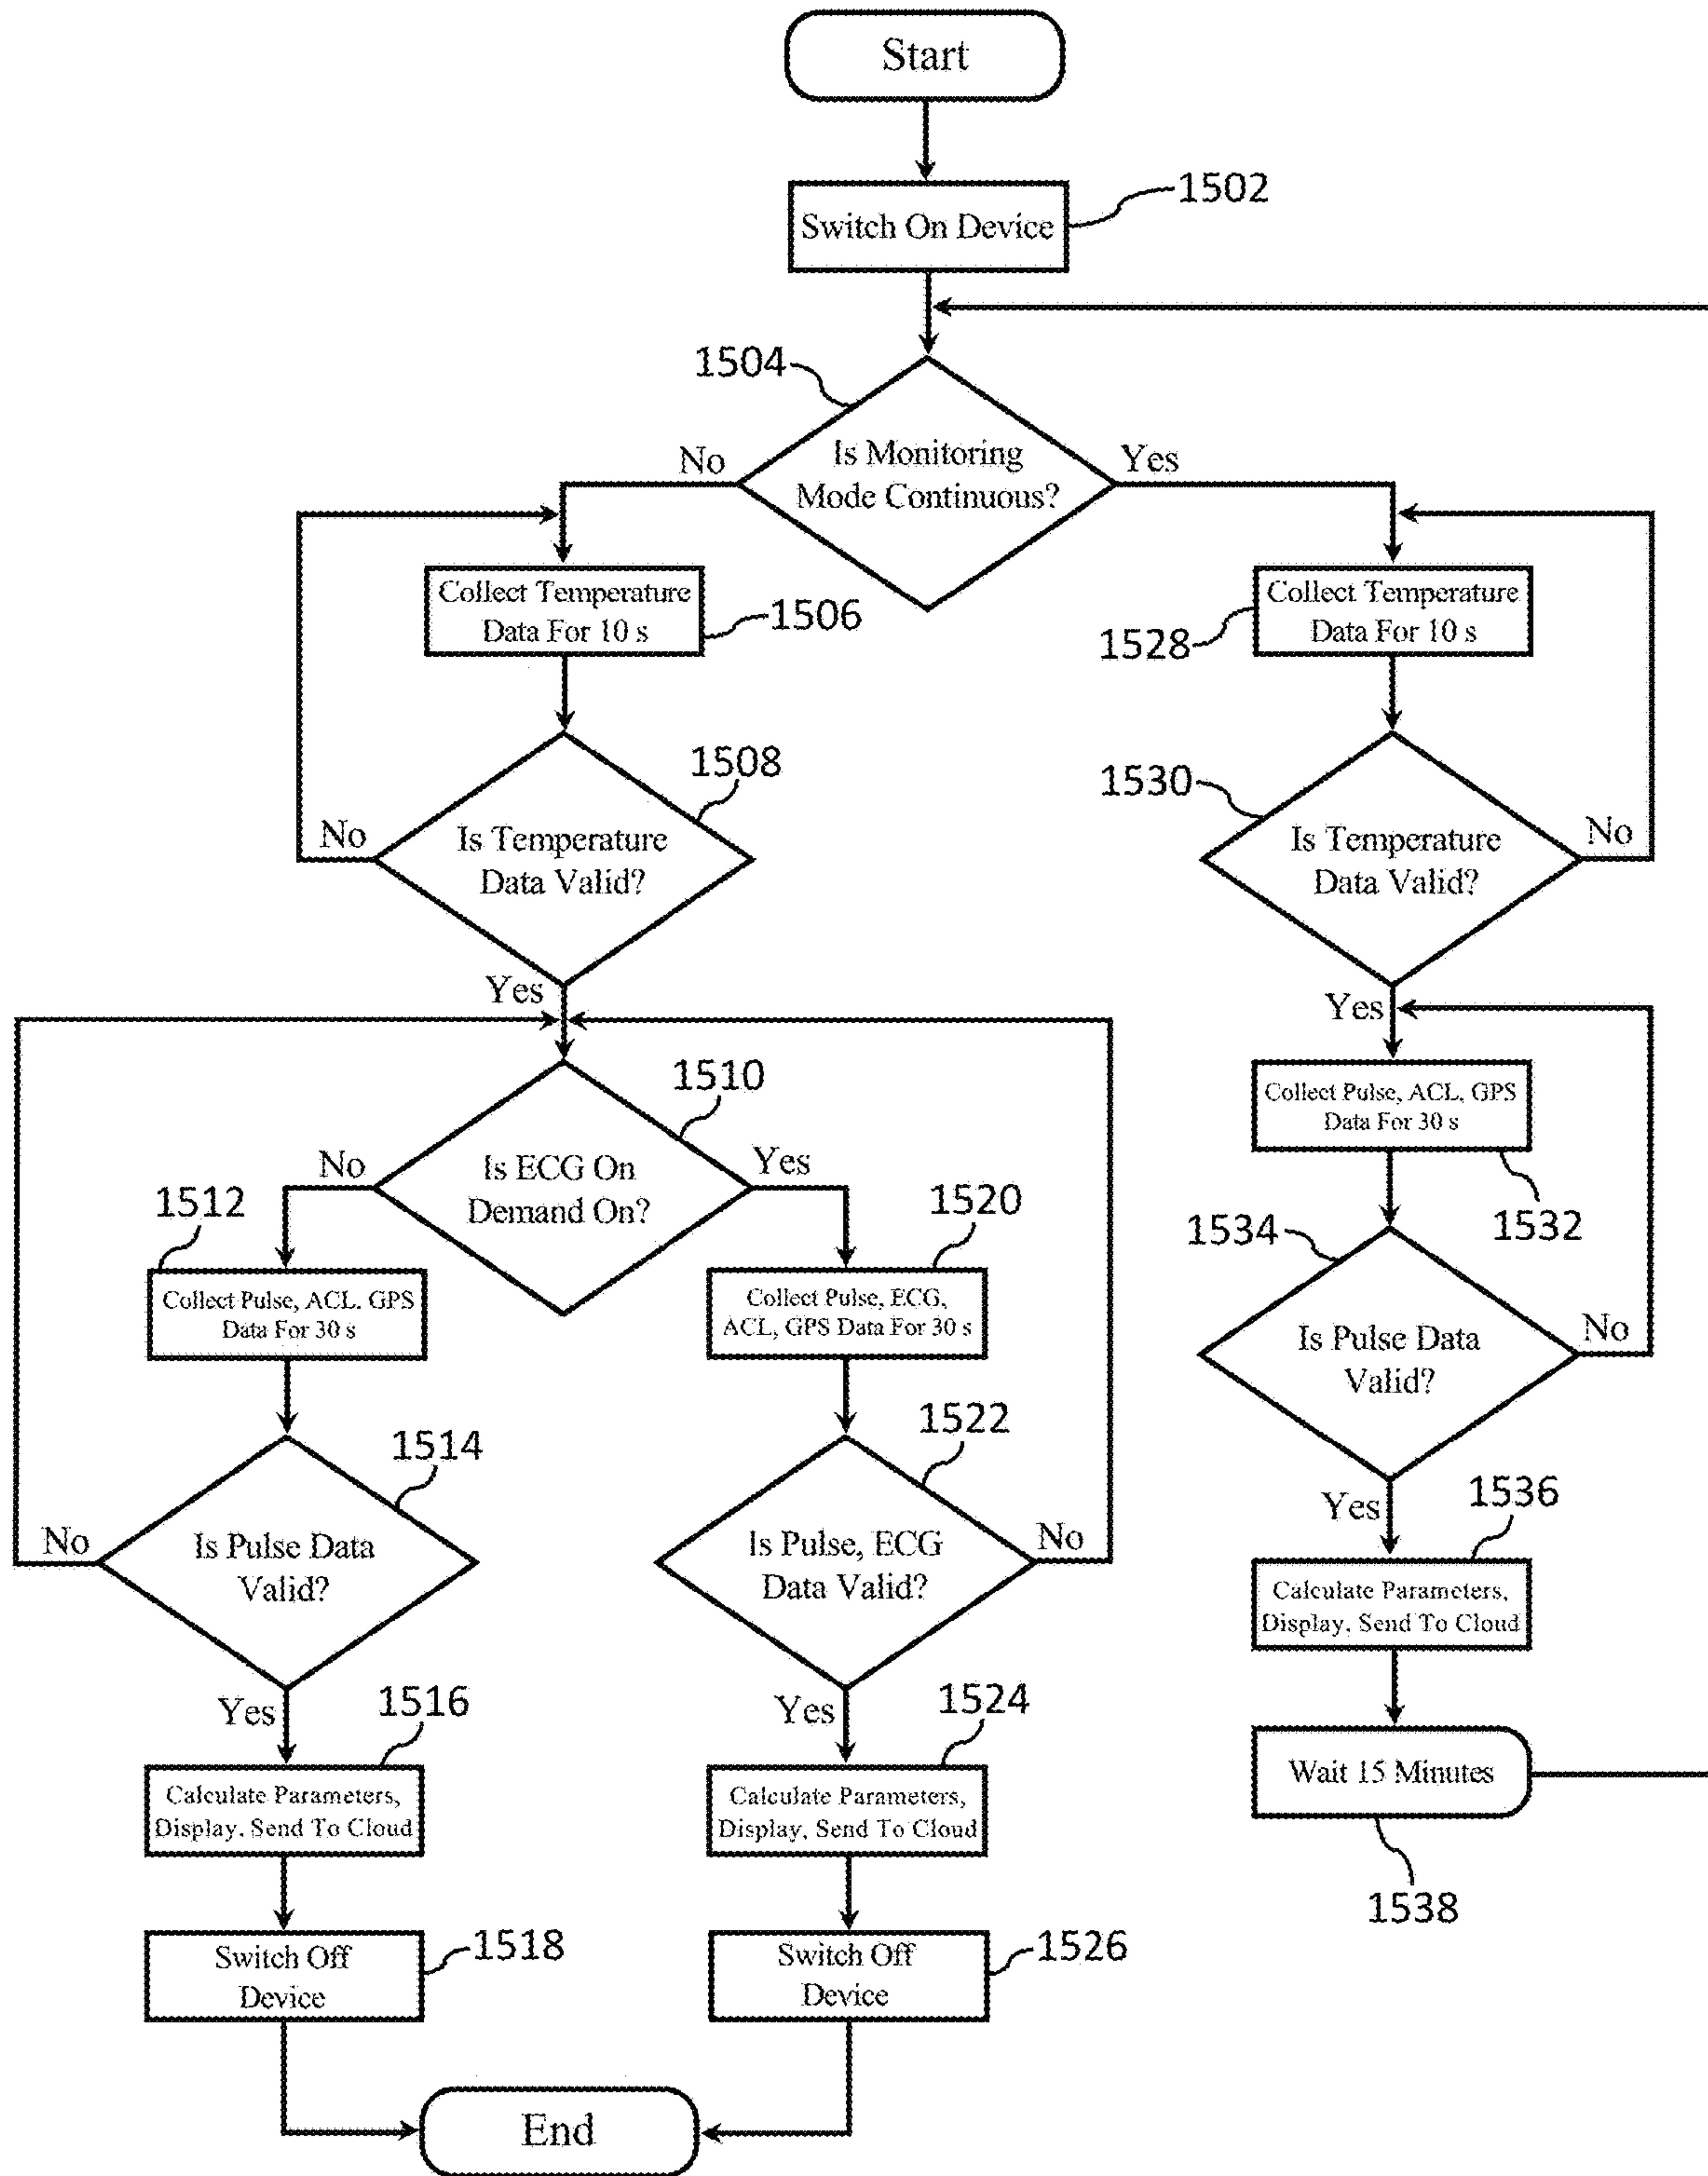 Start
Switch On Device
1502
1504
No
Is Monitoring
Mode Continuous?
Yes
Collect Temperature
Data For 10 s
1506
1528
Collect Temperature
Data For 10 s
1508
No
Is Temperature
Data Valid?
Yes
1530
Is Temperature
Data Valid?
No
Yes
1510
No
Is ECG On
Demand On?
Yes
1512
Collect Pulse, ACL. GPS
Data For 30 s
1520
Collect Pulse, ECG,
ACL, GPS Data For 30 s
Collect Pulse, ACL, GPS
Data For 30 s
1532
1534
Is Pulse Data
Valid?
No
Yes
1514
No
Is Pulse Data
Valid?
Yes
1522
Is Pulse, ECG
Data Valid?
No
Yes
1536
Calculate Parameters,
Display, Send To Cloud
1516
Calculate Parameters,
Display, Send To Cloud
1524
Calculate Parameters,
Display, Send To Cloud
Wait 15 Minutes
1538
Switch Off
Device
1518
Switch Off
Device
1526
End